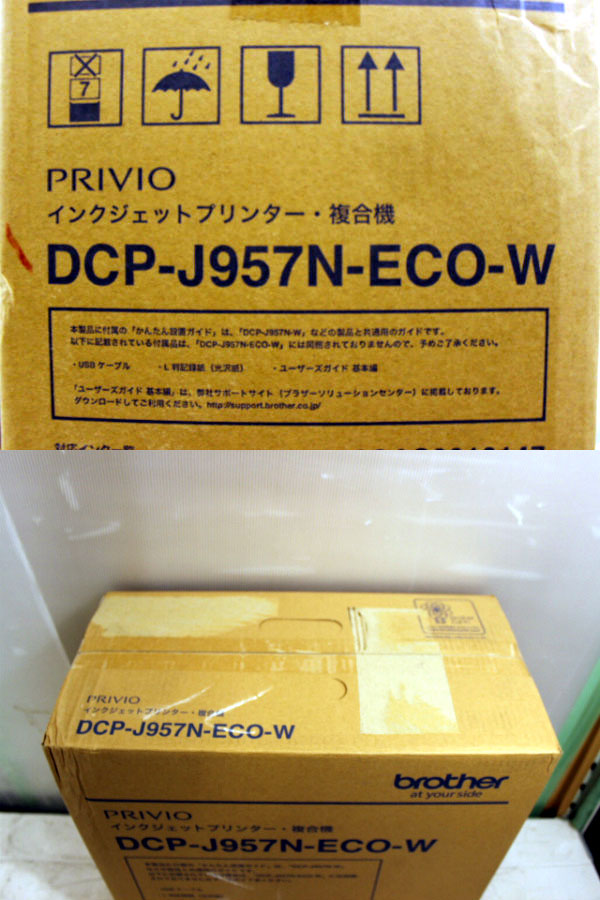 7
PRIVIO
インクジェットプリンター・複合機
DCP-J957N-ECO-W
本製品に付属の「かんたん設置ガイド」は、「DCP-J957N-W」などの製品と共通用のガイドです。
以下に記載されている付属品は、「DCP-J957N-ECO-W」には同梱されておりませんので、予めご了承ください。
・USB ケーブル ・L 判記録紙（光沢紙） ・ユーザーズガイド 基本編
「ユーザーズガイド 基本編」は、弊社サポートサイト（ブラザーソリューションセンター）に掲載しております。
ダウンロードしてご利用ください。http://support.brother.co.jp/
PRIVIO
インクジェットプリンター・複合機
DCP-J957N-ECO-W
brother
at your side
PRIVIO
インクジェットプリンター・複合機
DCP-J957N-ECO-W